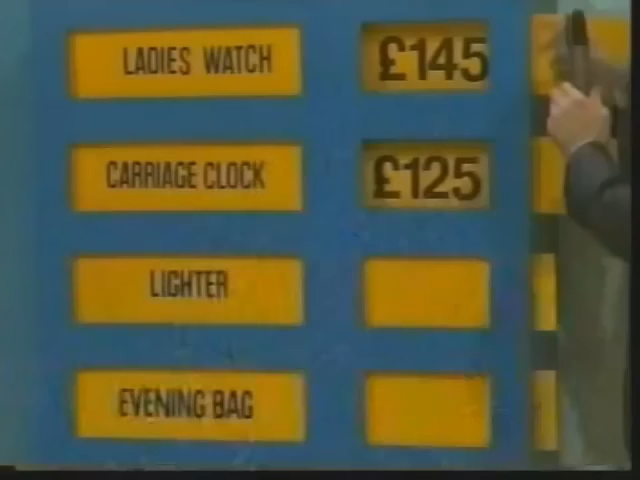 LADIES WATCH £145
CARRIAGE CLOCK £125
LIGHTER
EVENING BAG